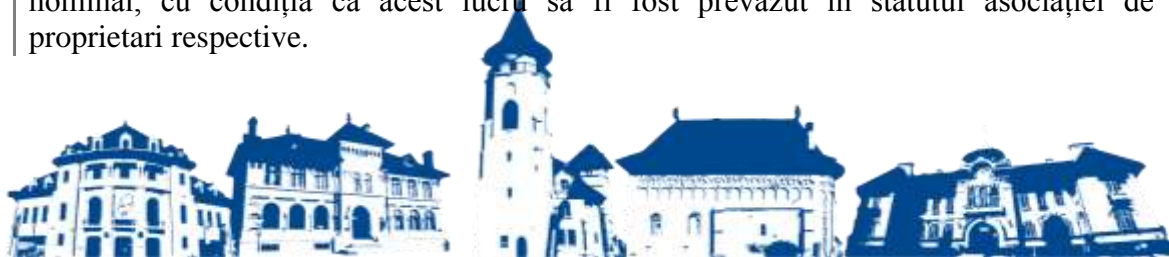 nominal, cu condiția ca acest lucru să fi fost prevăzut în statutul asociației de
proprietari respective.